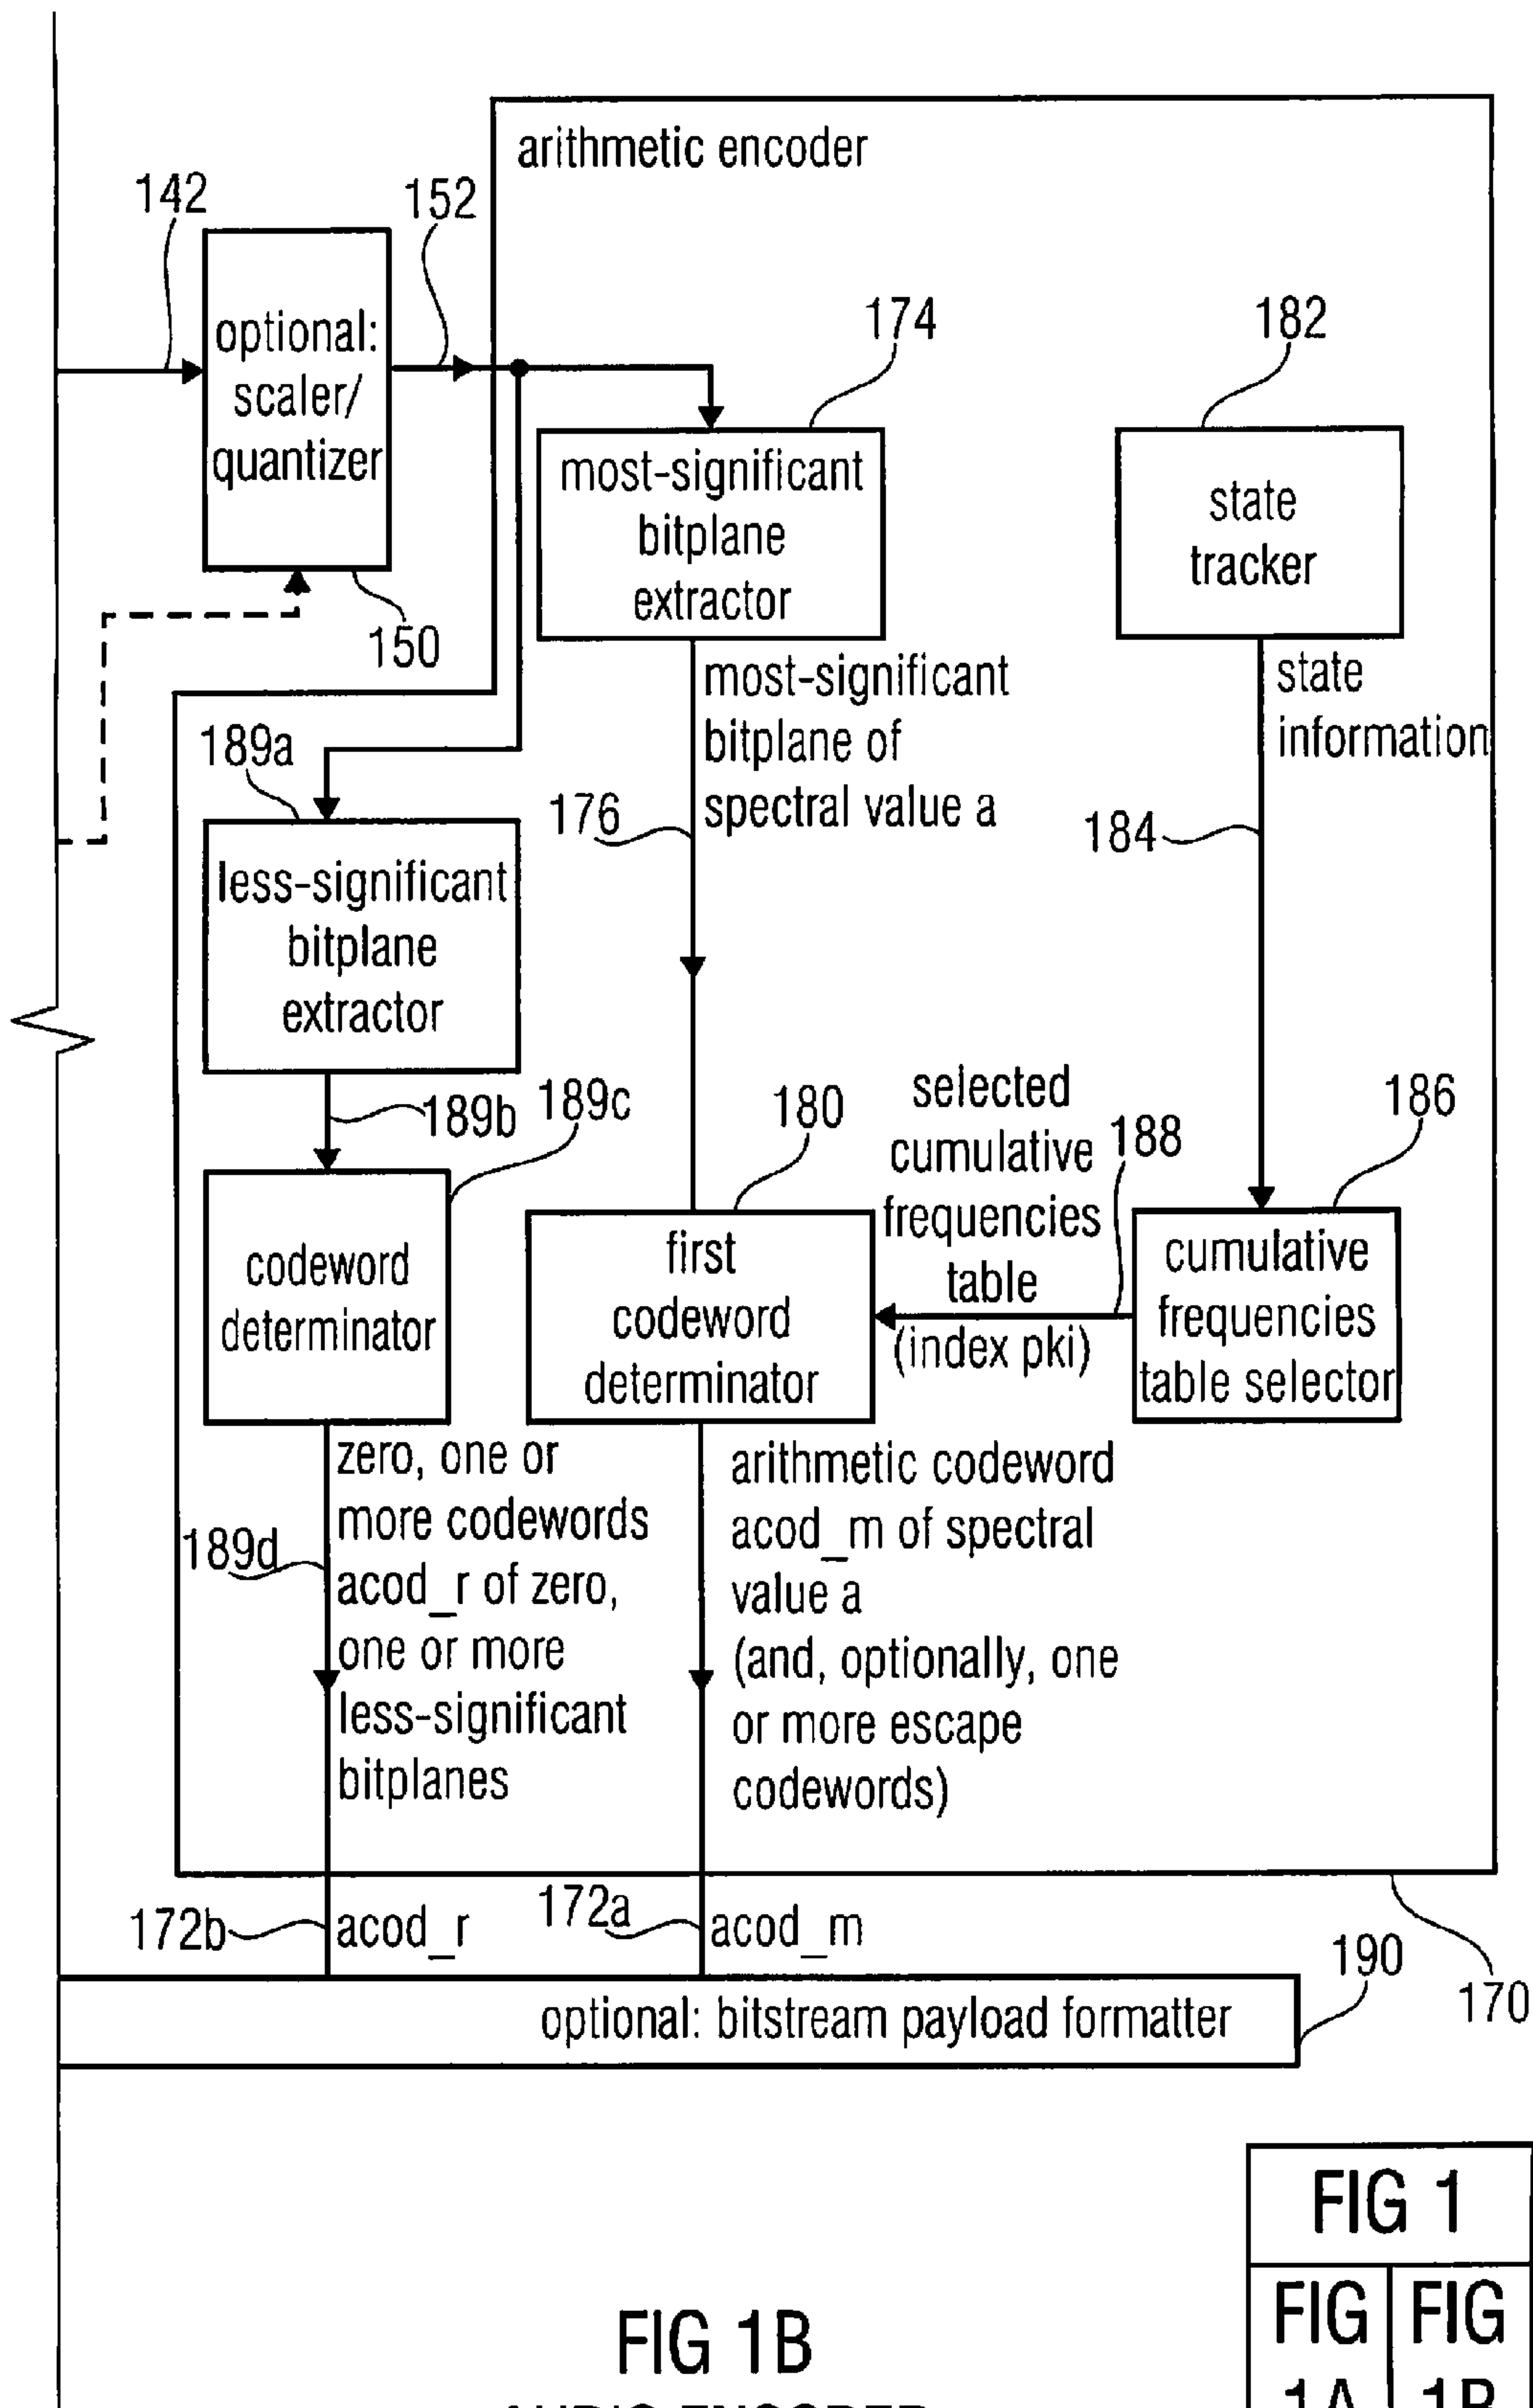 arithmetic encoder
142
152
optional:
scaler/
quantizer
150
174
most-significant
bitplane
extractor
182
state
tracker
most-significant
bitplane of
spectral value a
176
state
information
184
189a
less-significant
bitplane
extractor
189b
189c
codeword
determinator
180
first
codeword
determinator
selected
cumulative
frequencies
table
(index pki)
188
186
cumulative
frequencies
table selector
zero, one or
more codewords
acod_r of zero,
one or more
less-significant
bitplanes
189d
arithmetic codeword
acod_m of spectral
value a
(and, optionally, one
or more escape
codewords)
172b
acod_r
172a
acod_m
190
170
optional: bitstream payload formatter
FIG 1
FIG
1A
FIG
1B
FIG 1B
AUDIO ENCODER